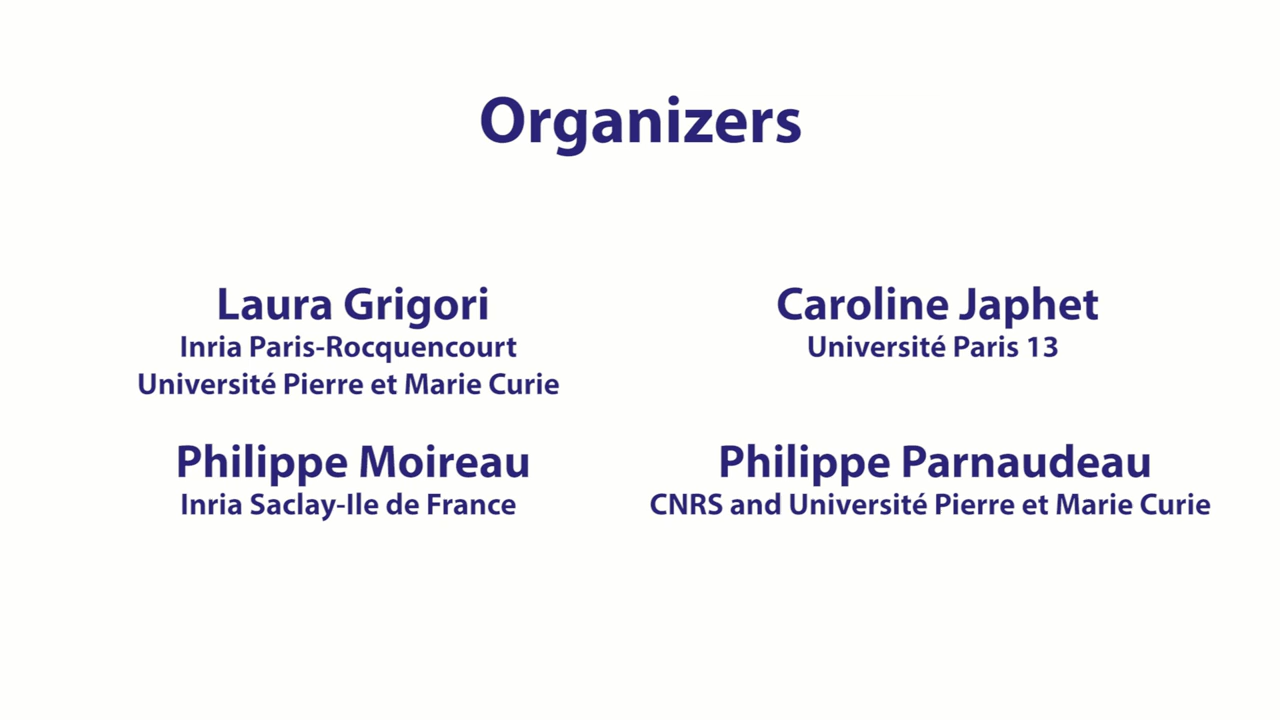 Organizers
Laura Grigori
Inria Paris-Rocquencourt
Université Pierre et Marie Curie
Caroline Japhet
Université Paris 13
Philippe Moireau
Inria Saclay-Ile de France
Philippe Parnaudeau
CNRS and Université Pierre et Marie Curie